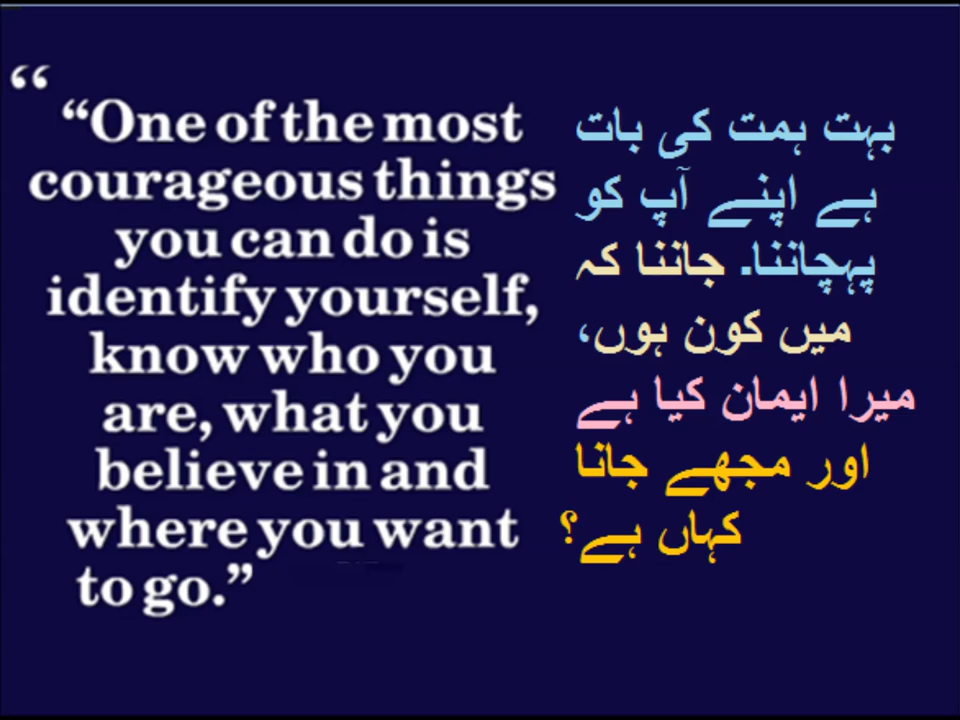 “
“One of the most
courageous things
you can do is
identify yourself,
know who you
are, what you
believe in and
where you want
to go.”
بہت ہمت کی بات
ہے اپنے آپ کو
پہچاننا۔ جاننا کہ
میں کون ہوں،
میرا ایمان کیا ہے
اور مجھے جانا
کہاں ہے؟